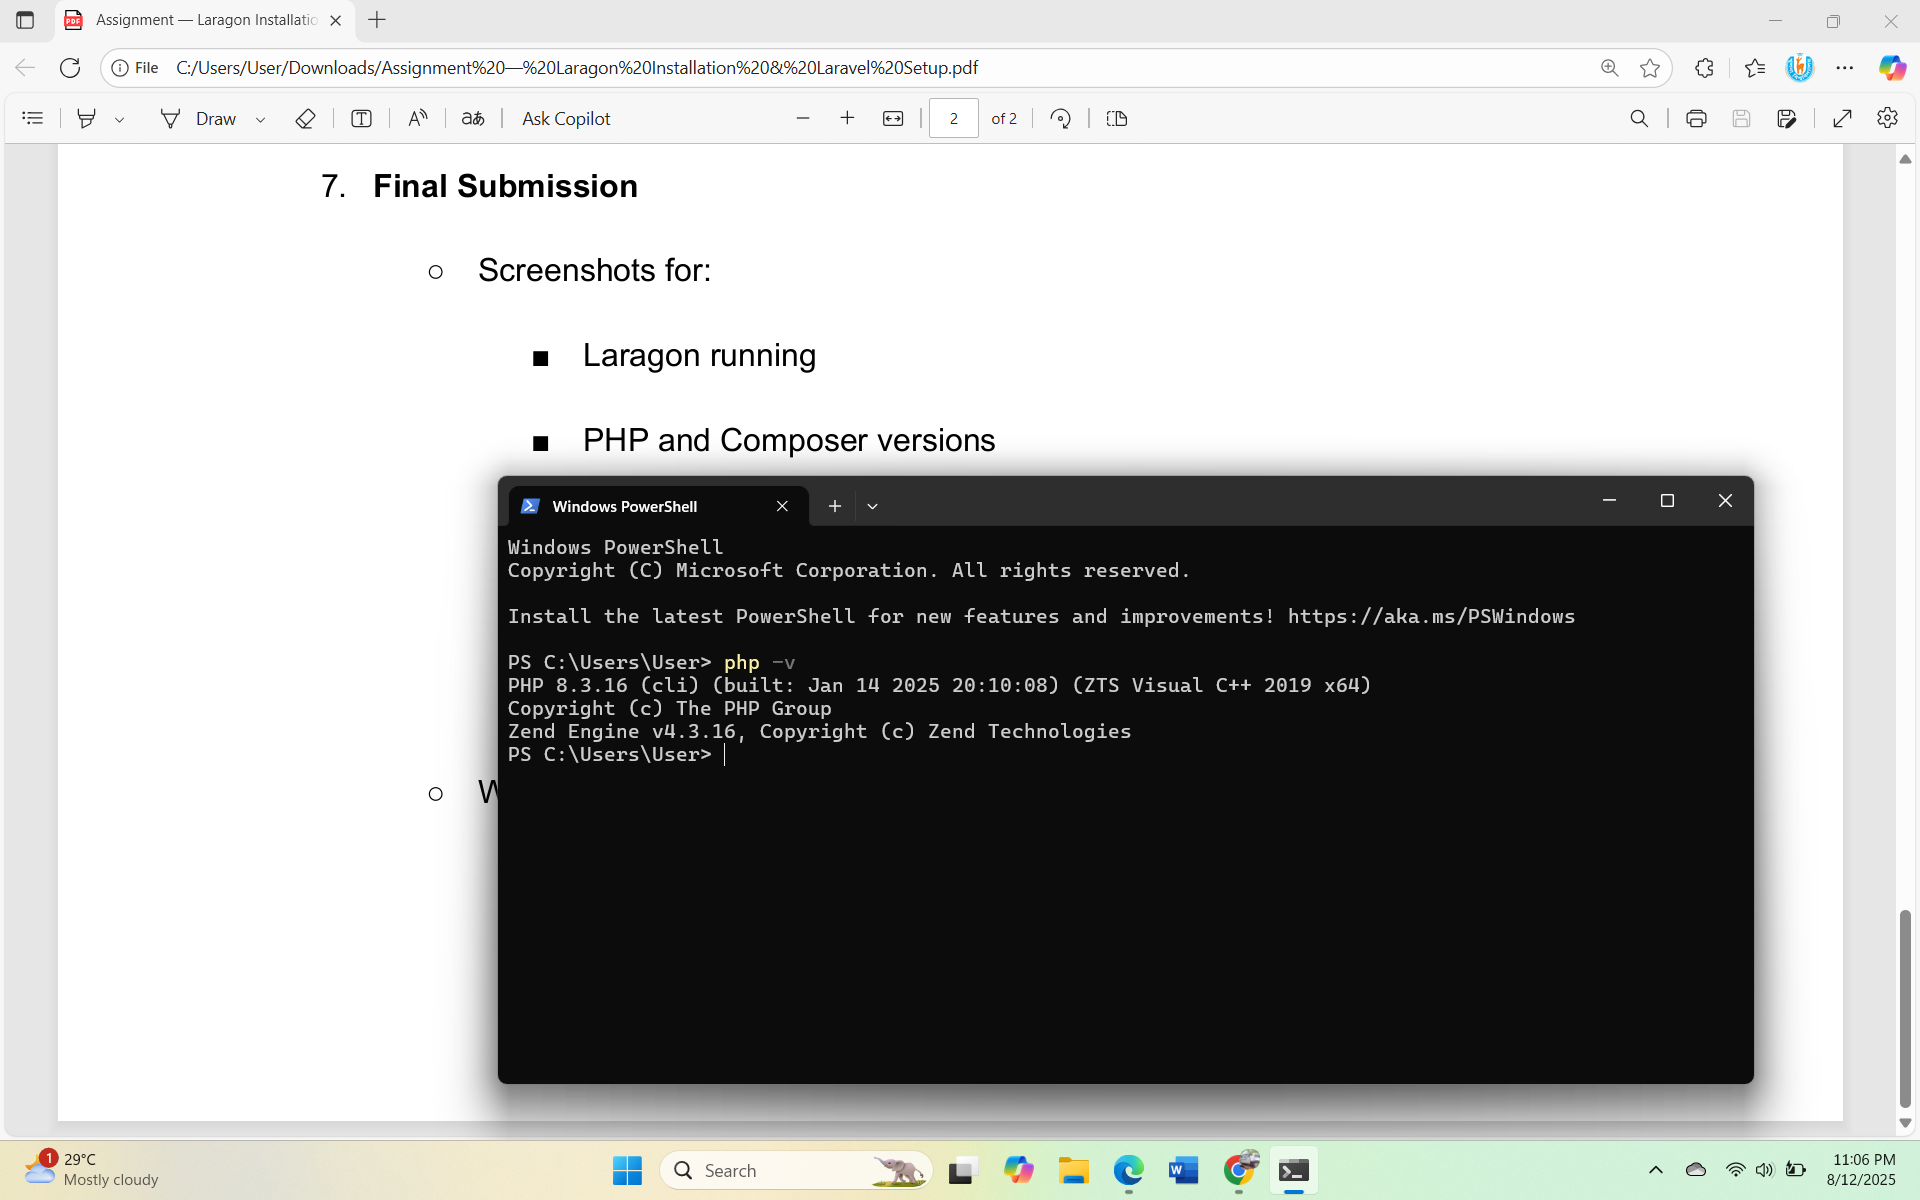 Assignment — Laragon Installatio
File
C:/Users/User/Downloads/Assignment%20—%20Laragon%20Installation%20&%20Laravel%20Setup.pdf
Draw
aあ
Ask Copilot
2
of 2
7. Final Submission
○ Screenshots for:
■ Laragon running
■ PHP and Composer versions
○ W
Windows PowerShell
Windows PowerShell
Copyright (C) Microsoft Corporation. All rights reserved.
Install the latest PowerShell for new features and improvements! https://aka.ms/PSWindows
PS C:\Users\User> php -v
PHP 8.3.16 (cli) (built: Jan 14 2025 20:10:08) (ZTS Visual C++ 2019 x64)
Copyright (c) The PHP Group
Zend Engine v4.3.16, Copyright (c) Zend Technologies
PS C:\Users\User>
1
29°C
Mostly cloudy
Search
11:06 PM
8/12/2025